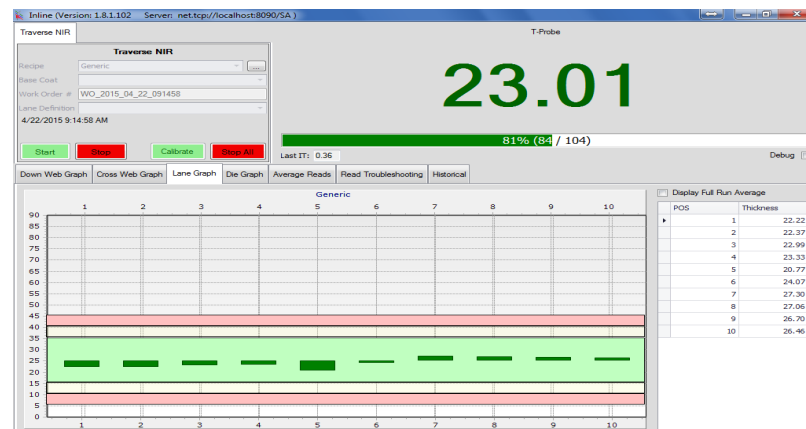 Inline (Version: 1.8.1.102 Server: net.tcp://localhost:8090/SA )
Traverse NIR
T-Probe
Traverse NIR
Recipe Generic ...
Base Coat
Work Order # WO_2015_04_22_091458
Lane Definition
4/22/2015 9:14:58 AM
23.01
81% (84 / 104)
Start Stop Calibrate Stop All
Last IT: 0.36
Debug
Down Web Graph Cross Web Graph Lane Graph Die Graph Average Reads Read Troubleshooting Historical
Generic
Display Full Run Average
1 2 3 4 5 6 7 8 9 10
90
85
80
75
70
65
60
55
50
45
40
35
30
25
20
15
10
5
0
1 2 3 4 5 6 7 8 9 10
POS Thickness
1 22.22
2 22.37
3 22.99
4 23.33
5 20.77
6 24.07
7 27.30
8 27.06
9 26.70
10 26.46